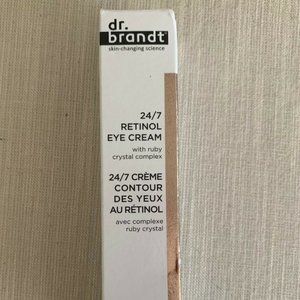 dr.
brandt
skin-changing science
24/7
RETINOL
EYE CREAM
with ruby
crystal complex
24/7 CRÈME
CONTOUR
DES YEUX
AU RÉTINOL
avec complexe
ruby crystal